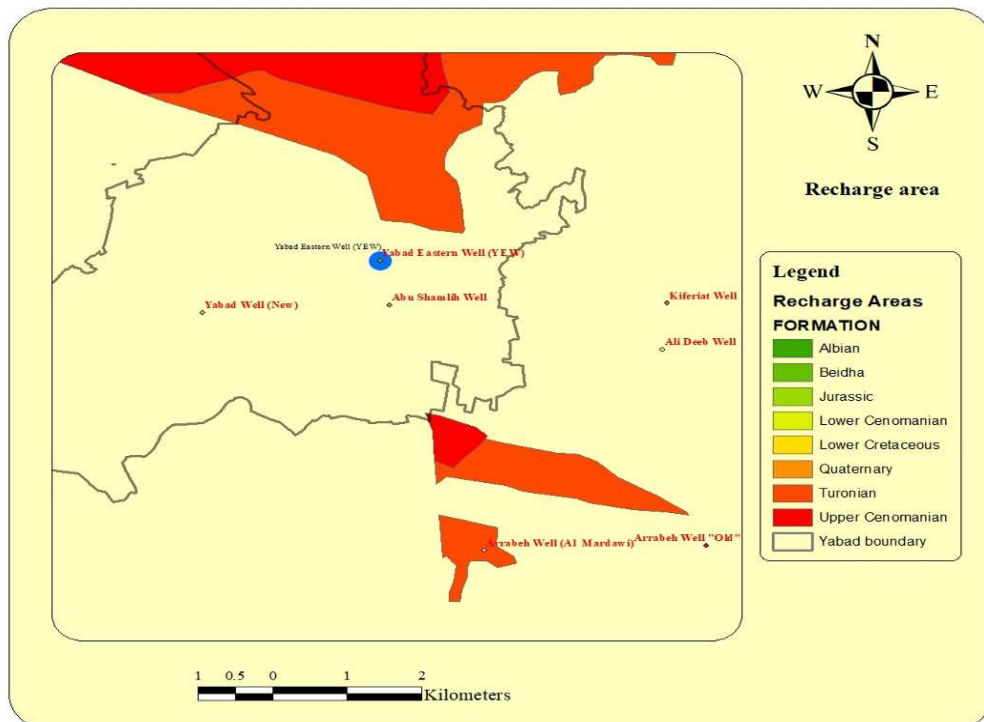 N
W
E
S
Recharge area
Yabad Eastern Well (YEW)
Yabad Eastern Well (YEW)
Yabad Well (New)
Abu Shamlih Well
Kiferiat Well
Ali Deeb Well
Arrabeh Well (Al Mardawi)
Arrabeh Well "Old"
Legend
Recharge Areas
FORMATION
Albian
Beidha
Jurassic
Lower Cenomanian
Lower Cretaceous
Quaternary
Turonian
Upper Cenomanian
Yabad boundary
1 0.5 0 1 2
Kilometers